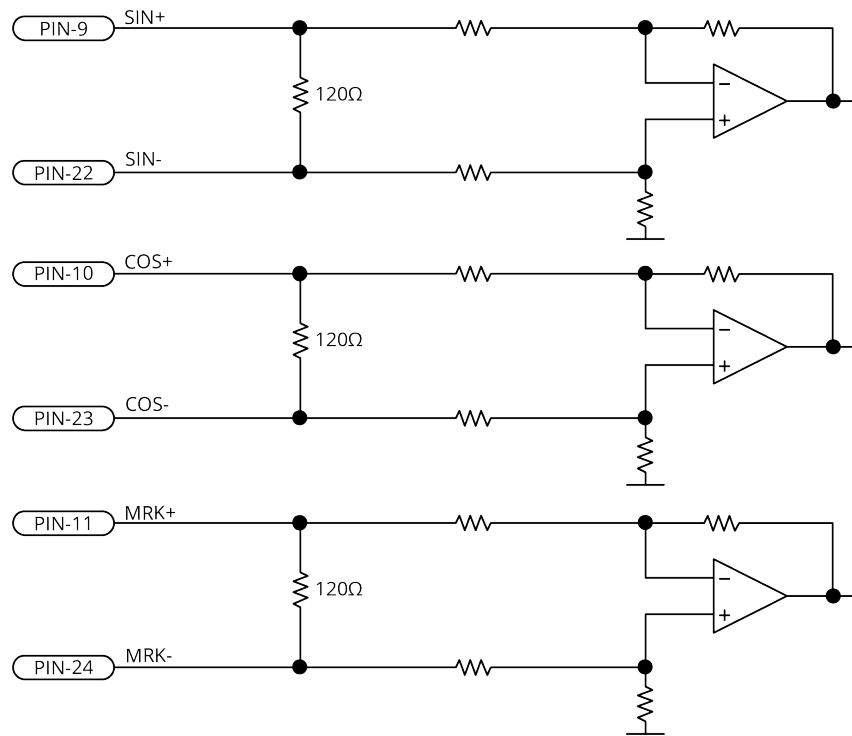 PIN-9 SIN+
120Ω
−
+
PIN-22 SIN-
PIN-10 COS+
120Ω
−
+
PIN-23 COS-
PIN-11 MRK+
120Ω
−
+
PIN-24 MRK-